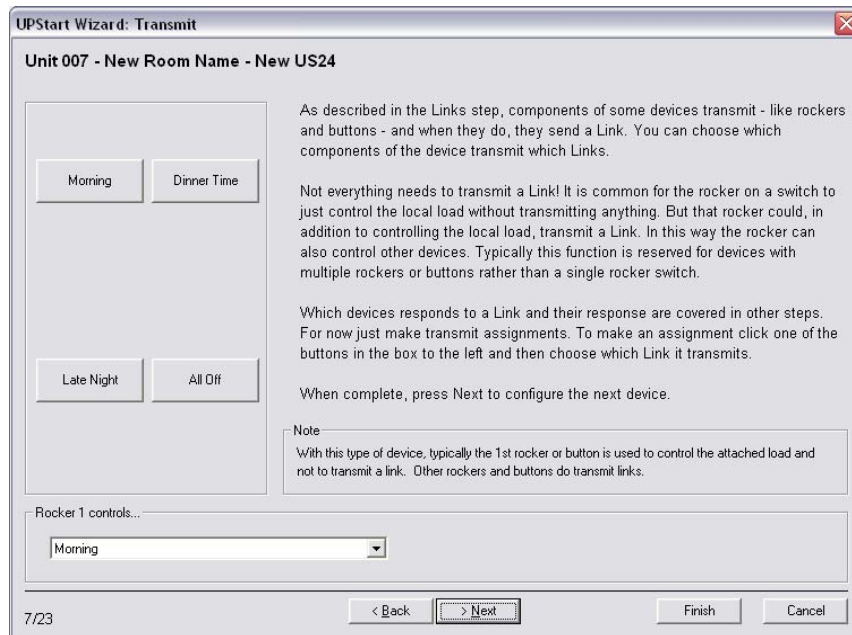 UPStart Wizard: Transmit
Unit 007 - New Room Name - New US24
Morning
Dinner Time
Late Night
All Off
As described in the Links step, components of some devices transmit - like rockers
and buttons - and when they do, they send a Link. You can choose which
components of the device transmit which Links.
Not everything needs to transmit a Link! It is common for the rocker on a switch to
just control the local load without transmitting anything. But that rocker could, in
addition to controlling the local load, transmit a Link. In this way the rocker can
also control other devices. Typically this function is reserved for devices with
multiple rockers or buttons rather than a single rocker switch.
Which devices responds to a Link and their response are covered in other steps.
For now just make transmit assignments. To make an assignment click one of the
buttons in the box to the left and then choose which Link it transmits.
When complete, press Next to configure the next device.
Note
With this type of device, typically the 1st rocker or button is used to control the attached load and
not to transmit a link. Other rockers and buttons do transmit links.
Rocker 1 controls...
Morning
7/23
< Back
> Next
Finish
Cancel